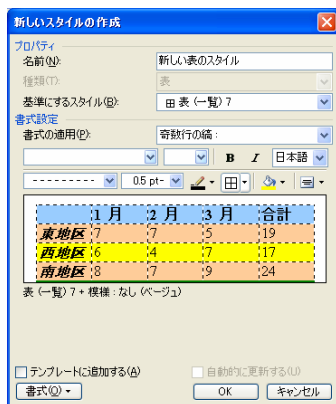 新しいスタイルの作成
プロパティ
名前(N): 新しい表のスタイル
種類(T): 表
基準にするスタイル(B): 表 (一覧) 7
書式設定
書式の適用(P): 奇数行の縞:
B I 日本語
0.5 pt
1 月 2 月 3 月 合計
東地区 7 7 5 19
西地区 6 4 7 17
南地区 8 7 9 24
表 (一覧) 7 + 模様 : なし (ベージュ)
テンプレートに追加する(A) 自動的に更新する(U)
書式(O) OK キャンセル